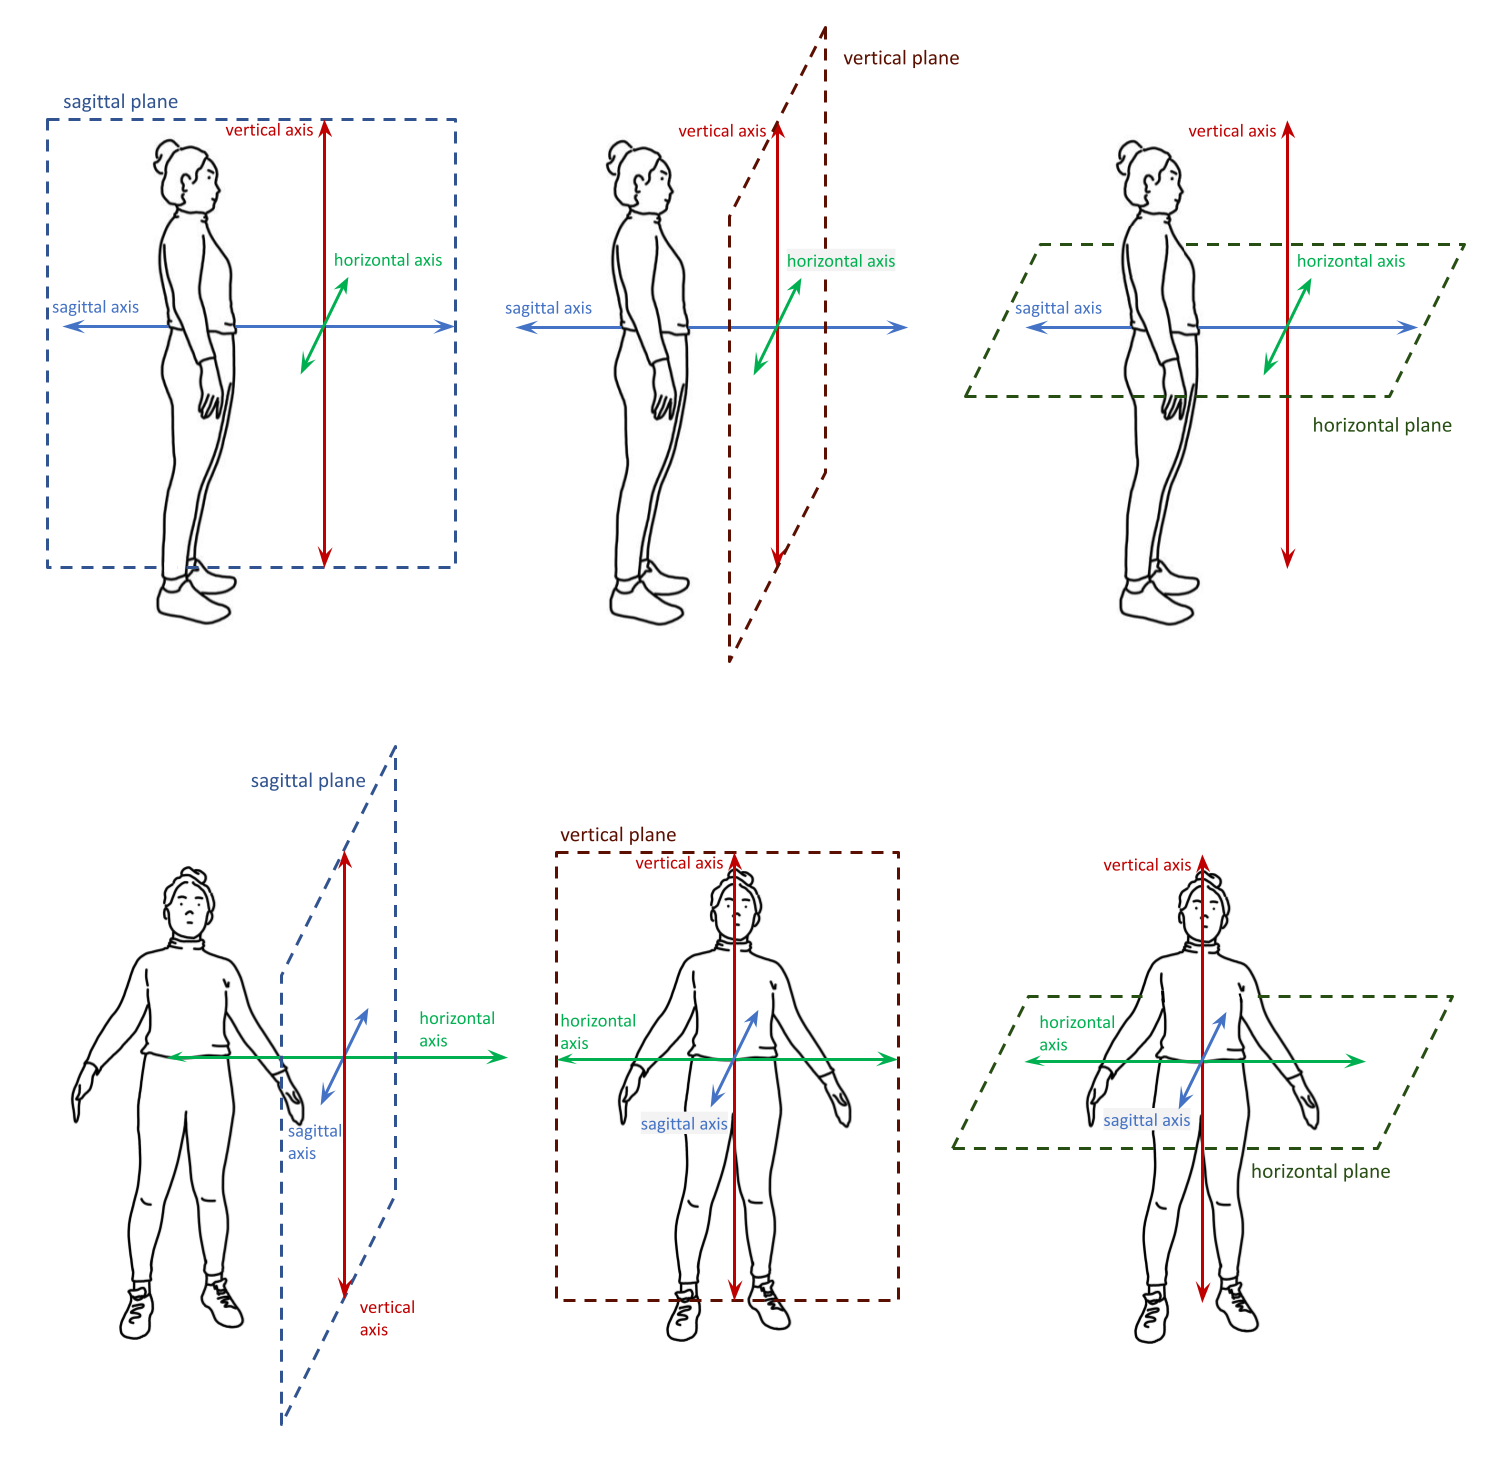 sagittal plane
vertical axis
horizontal axis
sagittal axis
vertical plane
vertical axis
horizontal axis
sagittal axis
vertical axis
horizontal axis
sagittal axis
horizontal plane
sagittal plane
horizontal
axis
sagittal
axis
vertical
axis
vertical plane
vertical axis
horizontal
axis
sagittal axis
vertical axis
horizontal
axis
sagittal axis
horizontal plane